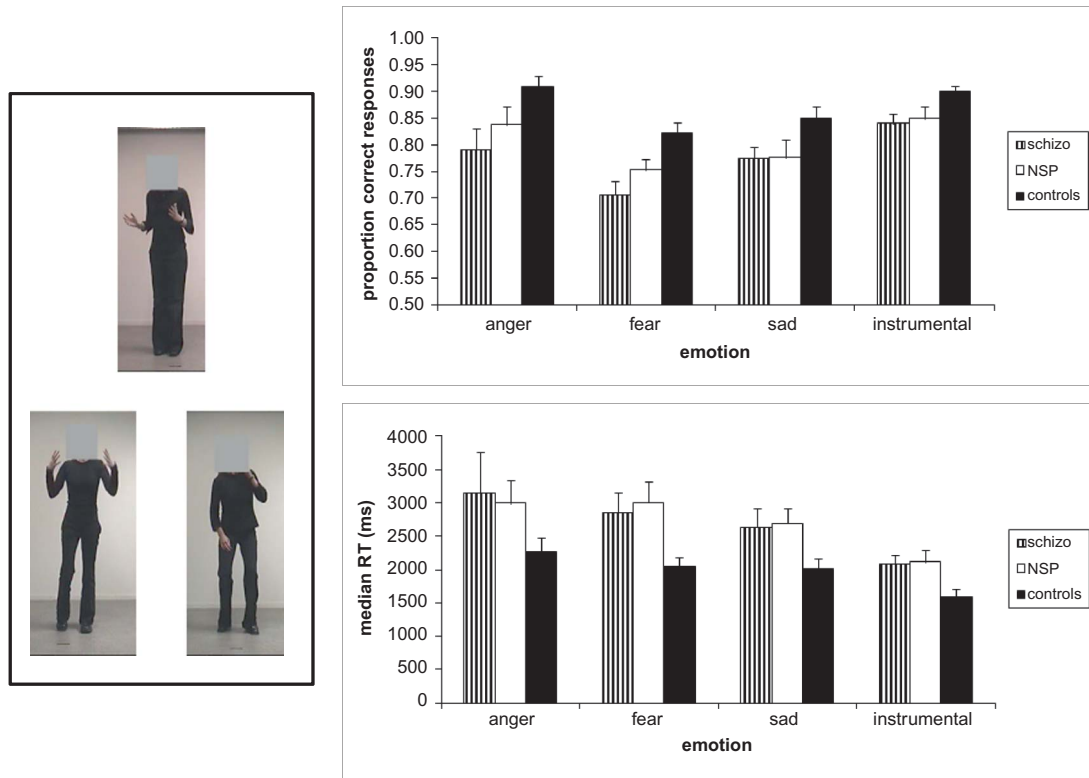 1.00
0.95
0.90
0.85
0.80
0.75
0.70
0.65
0.60
0.55
0.50
proportion correct responses
anger fear sad instrumental
emotion
schizo
NSP
controls
4000
3500
3000
2500
2000
1500
1000
500
0
median RT (ms)
anger fear sad instrumental
emotion
schizo
NSP
controls